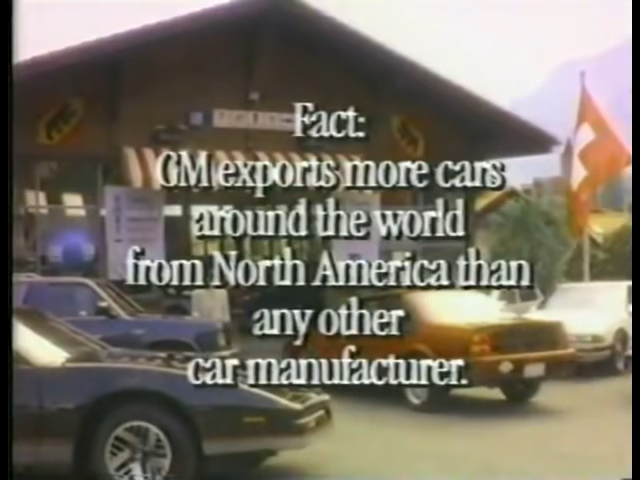 Fact:
GM exports more cars
around the world
from North America than
any other
car manufacturer.